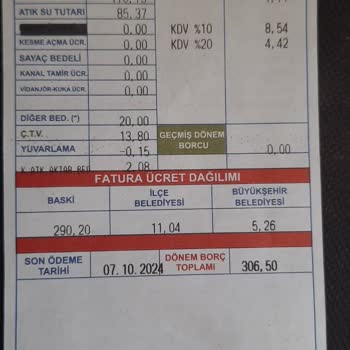 ATIK SU TUTARI 85,37
0,00 KDV %10 8,54
KESME AÇMA ÜCR. 0,00 KDV %20 4,42
SAYAÇ BEDELİ 0,00
KANAL TAMİR ÜCR. 0,00
VİDANJÖR-KUKA ÜCR. 0,00
DİĞER BED. (*) 20,00
Ç.T.V. 13,80 GEÇMİŞ DÖNEM
YUVARLAMA -0,15 BORCU 0,00
K.ATK.AKTAR.BED 2,08
FATURA ÜCRET DAĞILIMI
BASKİ İLÇE BELEDİYESİ BÜYÜKŞEHİR BELEDİYESİ
290,20 11,04 5,26
SON ÖDEME TARİHİ 07.10.2024 DÖNEM BORÇ TOPLAMI 306,50